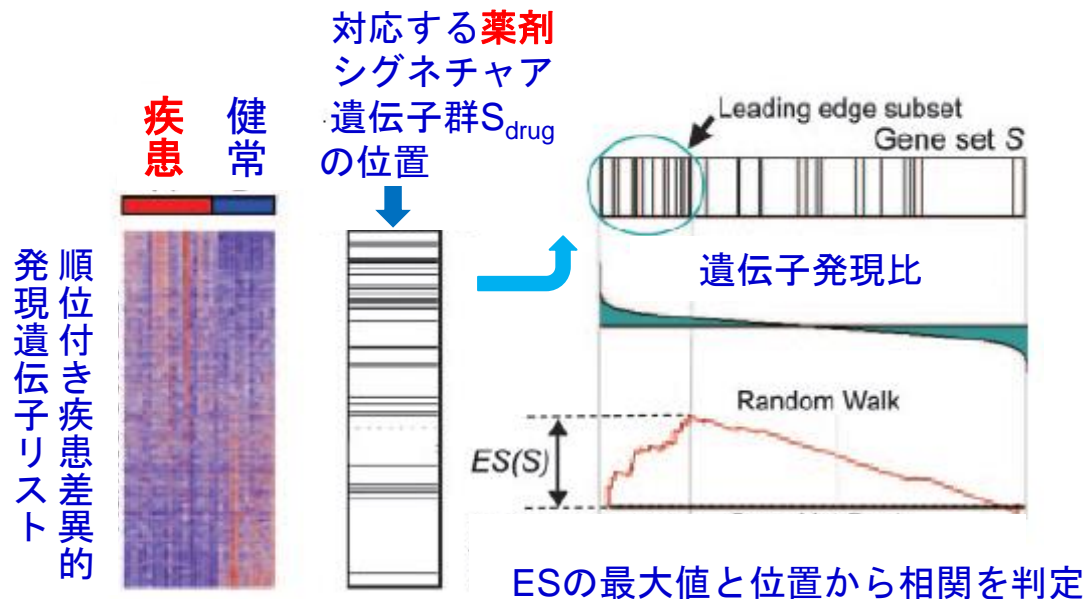 対応する薬剤
シグネチャア
遺伝子群Sdrug
の位置
疾患
健常
順位付き疾患差異的
発現遺伝子リスト
Leading edge subset
Gene set S
遺伝子発現比
Random Walk
ES(S)
ESの最大値と位置から相関を判定